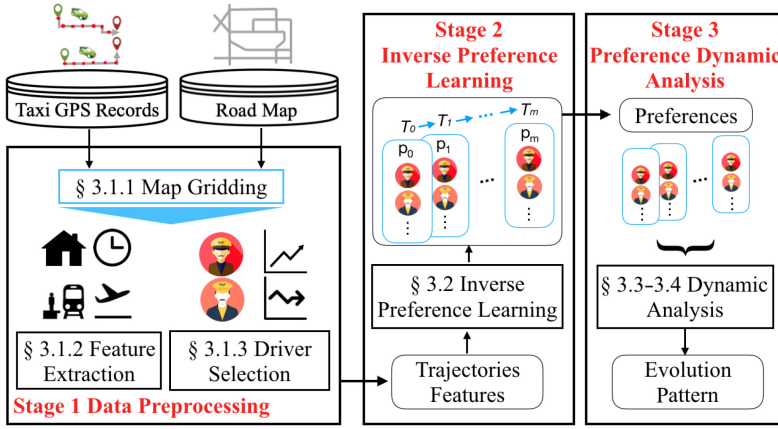 Taxi GPS Records
Road Map
§ 3.1.1 Map Gridding
§ 3.1.2 Feature
Extraction
§ 3.1.3 Driver
Selection
Stage 1 Data Preprocessing
Stage 2
Inverse Preference
Learning
T0 T1 ... Tm
p0 p1 pm
...
⋮ ⋮ ⋮
§ 3.2 Inverse
Preference Learning
Trajectories
Features
Stage 3
Preference Dynamic
Analysis
Preferences
...
⋮ ⋮ ⋮
§ 3.3-3.4 Dynamic
Analysis
Evolution
Pattern